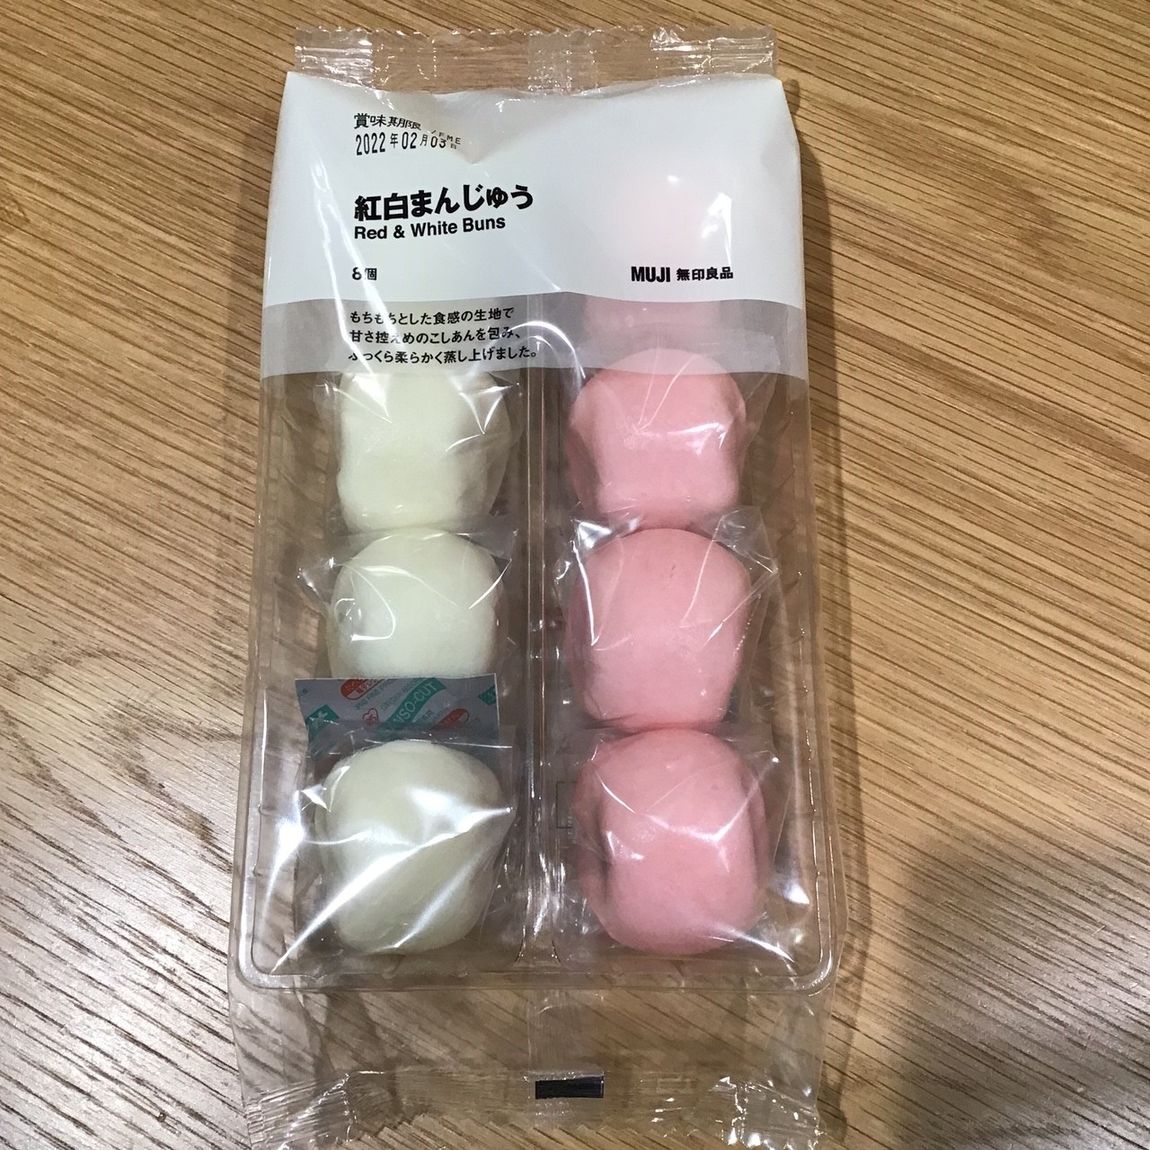 賞味期限
2022年02月03日
紅白まんじゅう
Red & White Buns
8個
MUJI 無印良品
もちもちとした食感の生地で
甘さ控えめのこしあんを包み、
ふっくら柔らかく蒸し上げました。